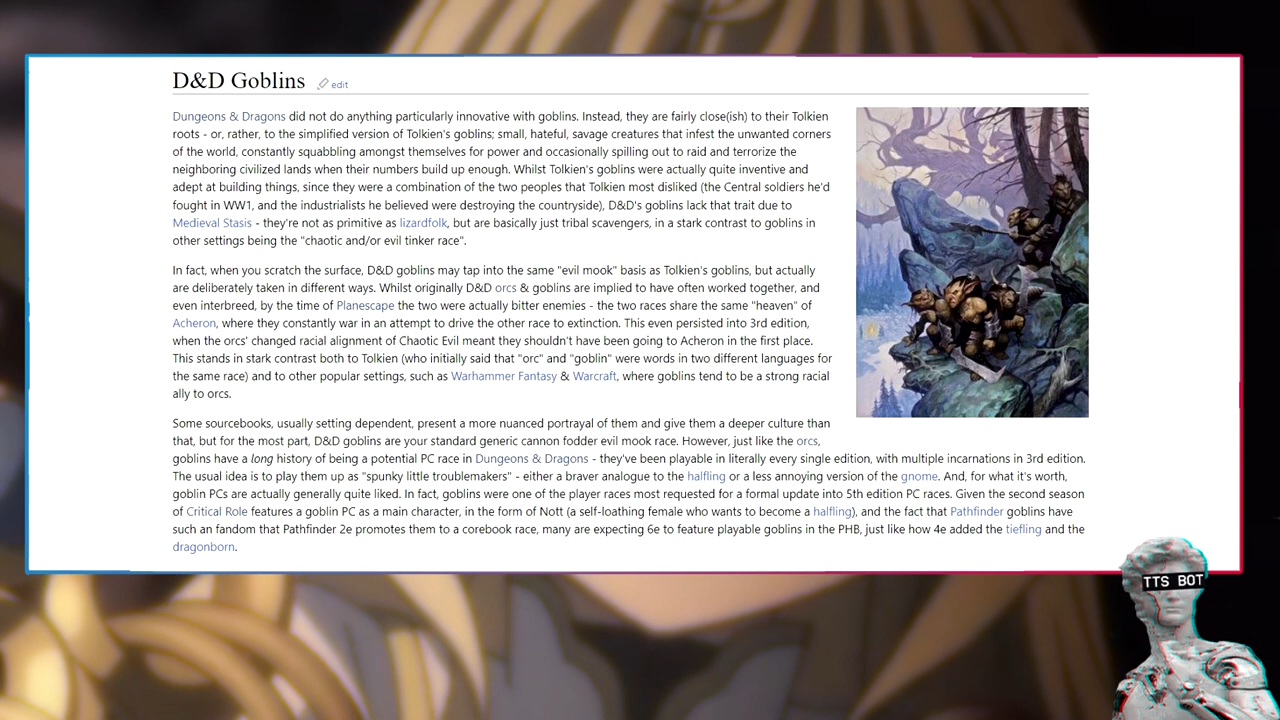 D&D Goblins
edit
Dungeons & Dragons did not do anything particularly innovative with goblins. Instead, they are fairly close(ish) to their Tolkien
roots - or, rather, to the simplified version of Tolkien's goblins; small, hateful, savage creatures that infest the unwanted corners
of the world, constantly squabbling amongst themselves for power and occasionally spilling out to raid and terrorize the
neighboring civilized lands when their numbers build up enough. Whilst Tolkien's goblins were actually quite inventive and
adept at building things, since they were a combination of the two peoples that Tolkien most disliked (the Central soldiers he'd
fought in WW1, and the industrialists he believed were destroying the countryside), D&D's goblins lack that trait due to
Medieval Stasis - they're not as primitive as lizardfolk, but are basically just tribal scavengers, in a stark contrast to goblins in
other settings being the "chaotic and/or evil tinker race".
In fact, when you scratch the surface, D&D goblins may tap into the same "evil mook" basis as Tolkien's goblins, but actually
are deliberately taken in different ways. Whilst originally D&D orcs & goblins are implied to have often worked together, and
even interbreed, by the time of Planescape the two were actually bitter enemies - the two races share the same "heaven" of
Acheron, where they constantly war in an attempt to drive the other race to extinction. This even persisted into 3rd edition,
when the orcs' changed racial alignment of Chaotic Evil meant they shouldn't have been going to Acheron in the first place.
This stands in stark contrast both to Tolkien (who initially said that "orc" and "goblin" were words in two different languages for
the same race) and to other popular settings, such as Warhammer Fantasy & Warcraft, where goblins tend to be a strong racial
ally to orcs.
Some sourcebooks, usually setting dependent, present a more nuanced portrayal of them and give them a deeper culture than
that, but for the most part, D&D goblins are your standard generic cannon fodder evil mook race. However, just like the orcs,
goblins have a long history of being a potential PC race in Dungeons & Dragons - they've been playable in literally every single edition, with multiple incarnations in 3rd edition.
The usual idea is to play them up as "spunky little troublemakers" - either a braver analogue to the halfling or a less annoying version of the gnome. And, for what it's worth,
goblin PCs are actually generally quite liked. In fact, goblins were one of the player races most requested for a formal update into 5th edition PC races. Given the second season
of Critical Role features a goblin PC as a main character, in the form of Nott (a self-loathing female who wants to become a halfling), and the fact that Pathfinder goblins have
such an fandom that Pathfinder 2e promotes them to a corebook race, many are expecting 6e to feature playable goblins in the PHB, just like how 4e added the tiefling and the
dragonborn.
TTS BOT